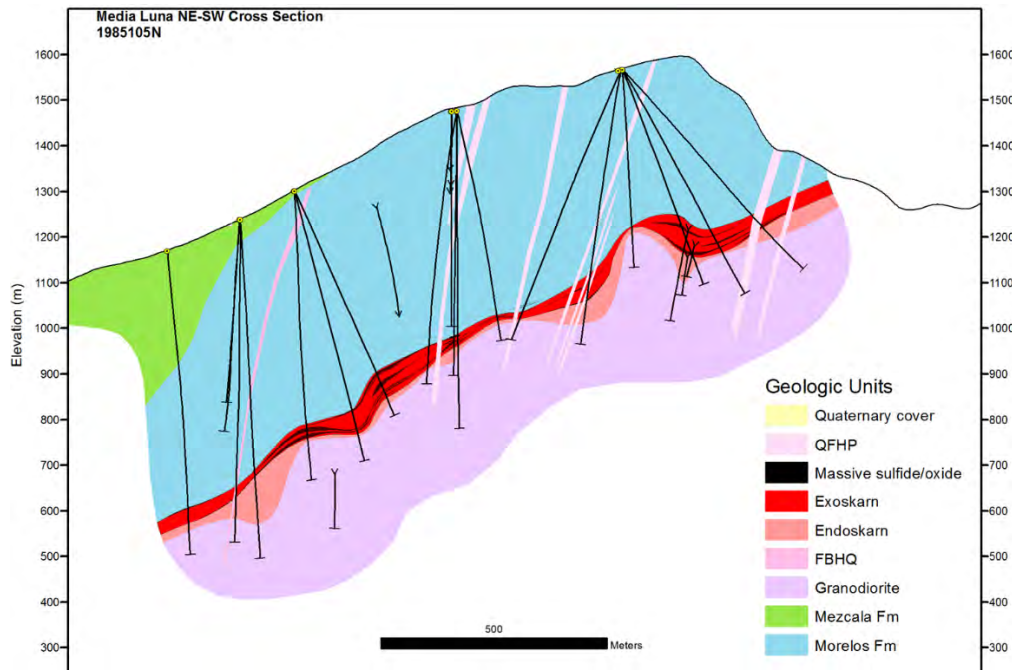 Media Luna NE-SW Cross Section
1985105N
1600
1500
1400
1300
1200
1100
1000
900
800
700
600
500
400
300
Elevation (m)
1600
1500
1400
1300
1200
1100
1000
900
800
700
600
500
400
300
Geologic Units
Quaternary cover
QFHP
Massive sulfide/oxide
Exoskarn
Endoskarn
FBHQ
Granodiorite
Mezcala Fm
Morelos Fm
500
Meters